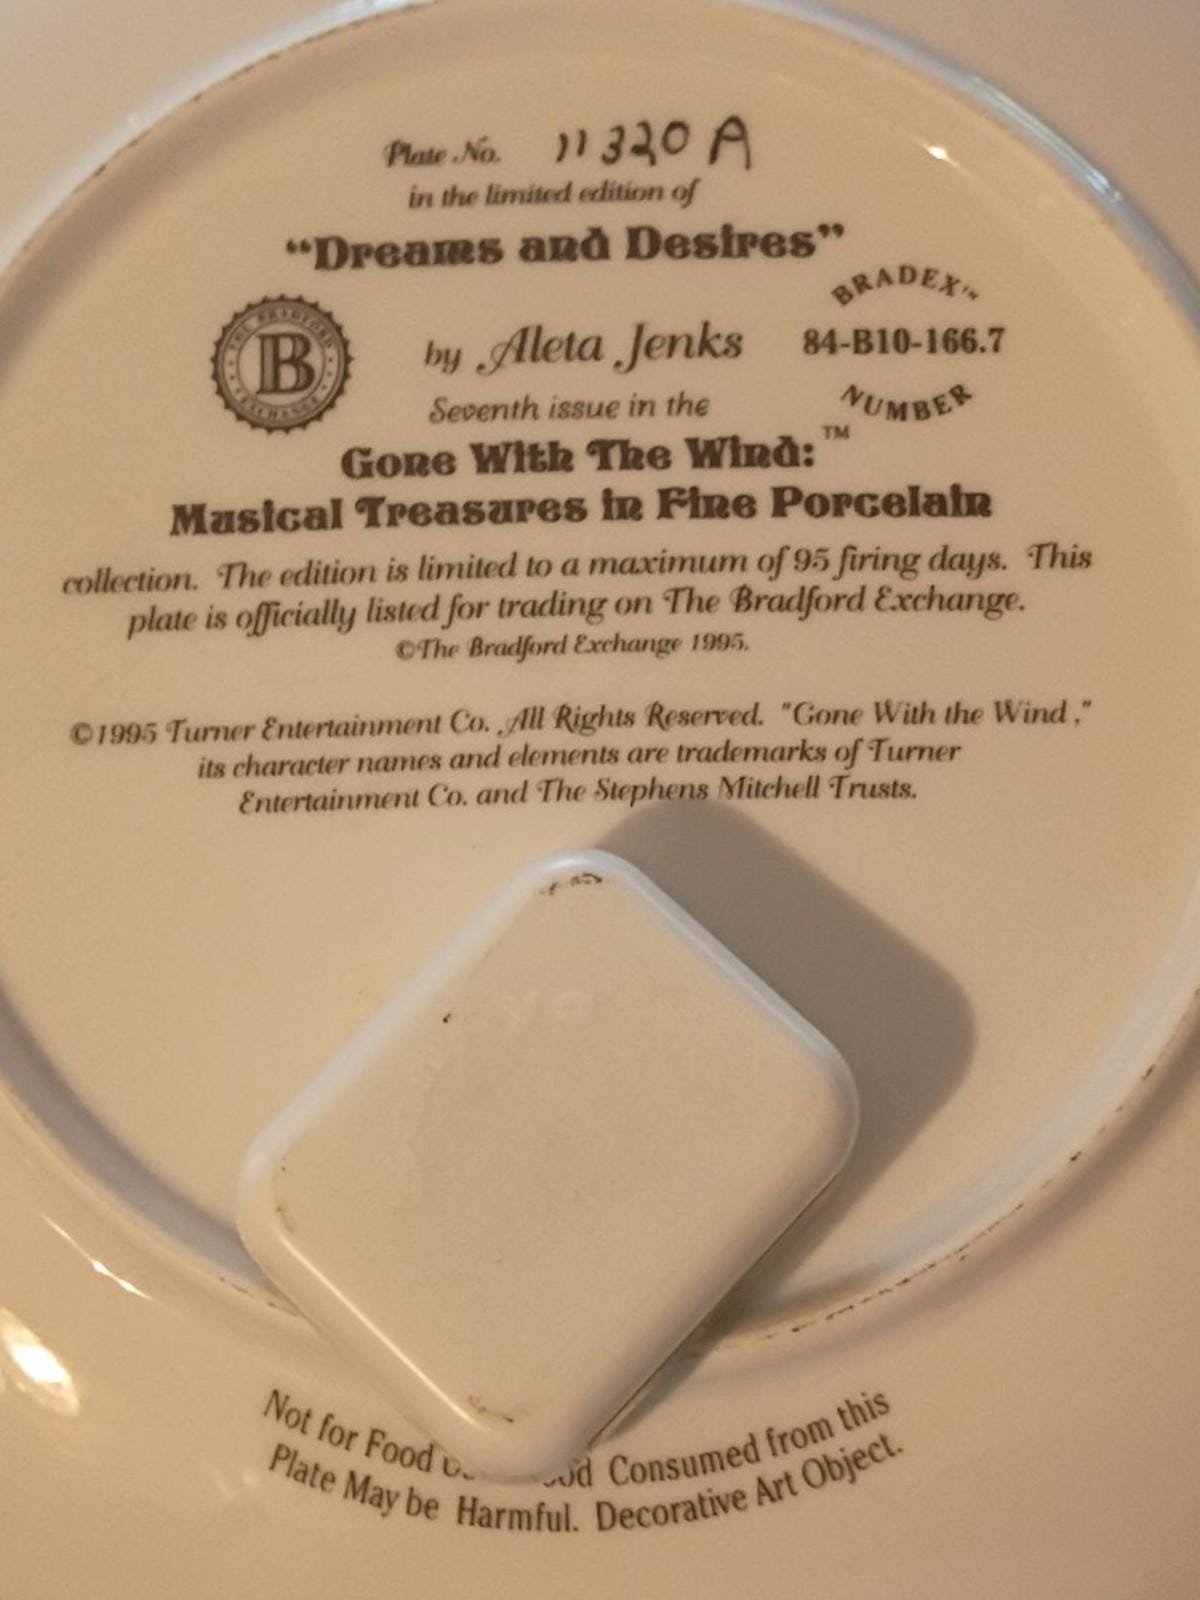 Plate No. 11320 A
in the limited edition of
“Dreams and Desires”
BRADEX™
84-B10-166.7
NUMBER
THE BRADFORD
B
EXCHANGE
by Aleta Jenks
Seventh issue in the
Gone With The Wind:™
Musical Treasures in Fine Porcelain
collection. The edition is limited to a maximum of 95 firing days. This
plate is officially listed for trading on The Bradford Exchange.
©The Bradford Exchange 1995.
©1995 Turner Entertainment Co. All Rights Reserved. "Gone With the Wind ,"
its character names and elements are trademarks of Turner
Entertainment Co. and The Stephens Mitchell Trusts.
Not for Food Consumed from this
Plate May be Harmful. Decorative Art Object.